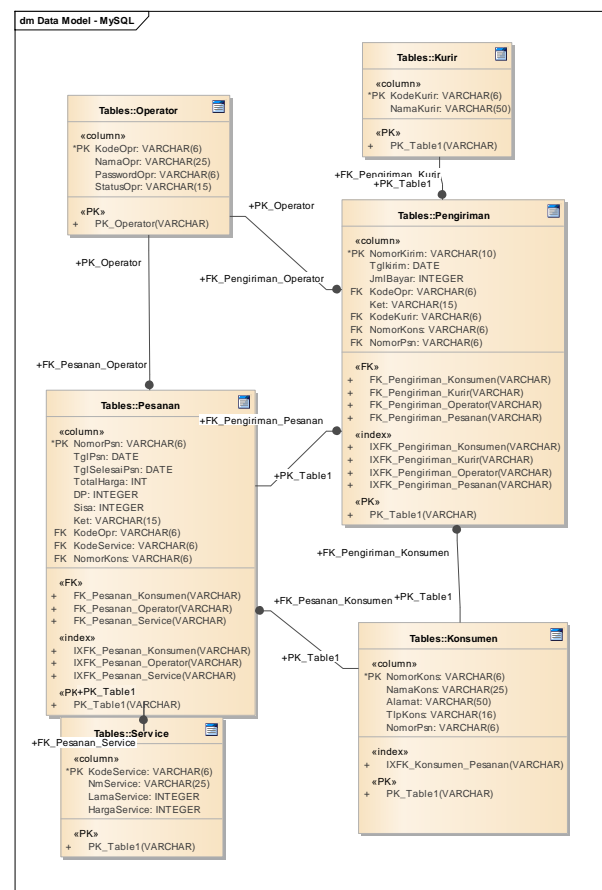 dm Data Model - MySQL
Tables::Kurir
«column»
*PK KodeKurir: VARCHAR(6)
NamaKurir: VARCHAR(50)
«PK»
+ PK_Table1(VARCHAR)
Tables::Operator
«column»
*PK KodeOpr: VARCHAR(6)
NamaOpr: VARCHAR(25)
PasswordOpr: VARCHAR(6)
StatusOpr: VARCHAR(15)
«PK»
+ PK_Operator(VARCHAR)
+FK_Pengiriman_Kurir
+PK_Table1
+PK_Operator
+PK_Operator
+FK_Pengiriman_Operator
Tables::Pengiriman
«column»
*PK NomorKirim: VARCHAR(10)
Tglkirim: DATE
JmlBayar: INTEGER
FK KodeOpr: VARCHAR(6)
Ket: VARCHAR(15)
FK KodeKurir: VARCHAR(6)
FK NomorKons: VARCHAR(6)
FK NomorPsn: VARCHAR(6)
«FK»
+ FK_Pengiriman_Konsumen(VARCHAR)
+ FK_Pengiriman_Kurir(VARCHAR)
+ FK_Pengiriman_Operator(VARCHAR)
+ FK_Pengiriman_Pesanan(VARCHAR)
«index»
+ IXFK_Pengiriman_Konsumen(VARCHAR)
+ IXFK_Pengiriman_Kurir(VARCHAR)
+ IXFK_Pengiriman_Operator(VARCHAR)
+ IXFK_Pengiriman_Pesanan(VARCHAR)
«PK»
+ PK_Table1(VARCHAR)
+FK_Pesanan_Operator
Tables::Pesanan
«column»
*PK NomorPsn: VARCHAR(6)
TglPsn: DATE
TglSelesaiPsn: DATE
TotalHarga: INT
DP: INTEGER
Sisa: INTEGER
Ket: VARCHAR(15)
FK KodeOpr: VARCHAR(6)
FK KodeService: VARCHAR(6)
FK NomorKons: VARCHAR(6)
«FK»
+ FK_Pesanan_Konsumen(VARCHAR)
+ FK_Pesanan_Operator(VARCHAR)
+ FK_Pesanan_Service(VARCHAR)
«index»
+ IXFK_Pesanan_Konsumen(VARCHAR)
+ IXFK_Pesanan_Operator(VARCHAR)
+ IXFK_Pesanan_Service(VARCHAR)
«PK
+PK_Table1
+ PK_Table1(VARCHAR)
+FK_Pengiriman_Pesanan
+PK_Table1
+FK_Pengiriman_Konsumen
+FK_Pesanan_Konsumen
+PK_Table1
+PK_Table1
Tables::Konsumen
«column»
*PK NomorKons: VARCHAR(6)
NamaKons: VARCHAR(25)
Alamat: VARCHAR(50)
TlpKons: VARCHAR(16)
NomorPsn: VARCHAR(6)
«index»
+ IXFK_Konsumen_Pesanan(VARCHAR)
«PK»
+ PK_Table1(VARCHAR)
Tables::Service
+FK_Pesanan_Service
«column»
*PK KodeService: VARCHAR(6)
NmService: VARCHAR(25)
LamaService: INTEGER
HargaService: INTEGER
«PK»
+ PK_Table1(VARCHAR)